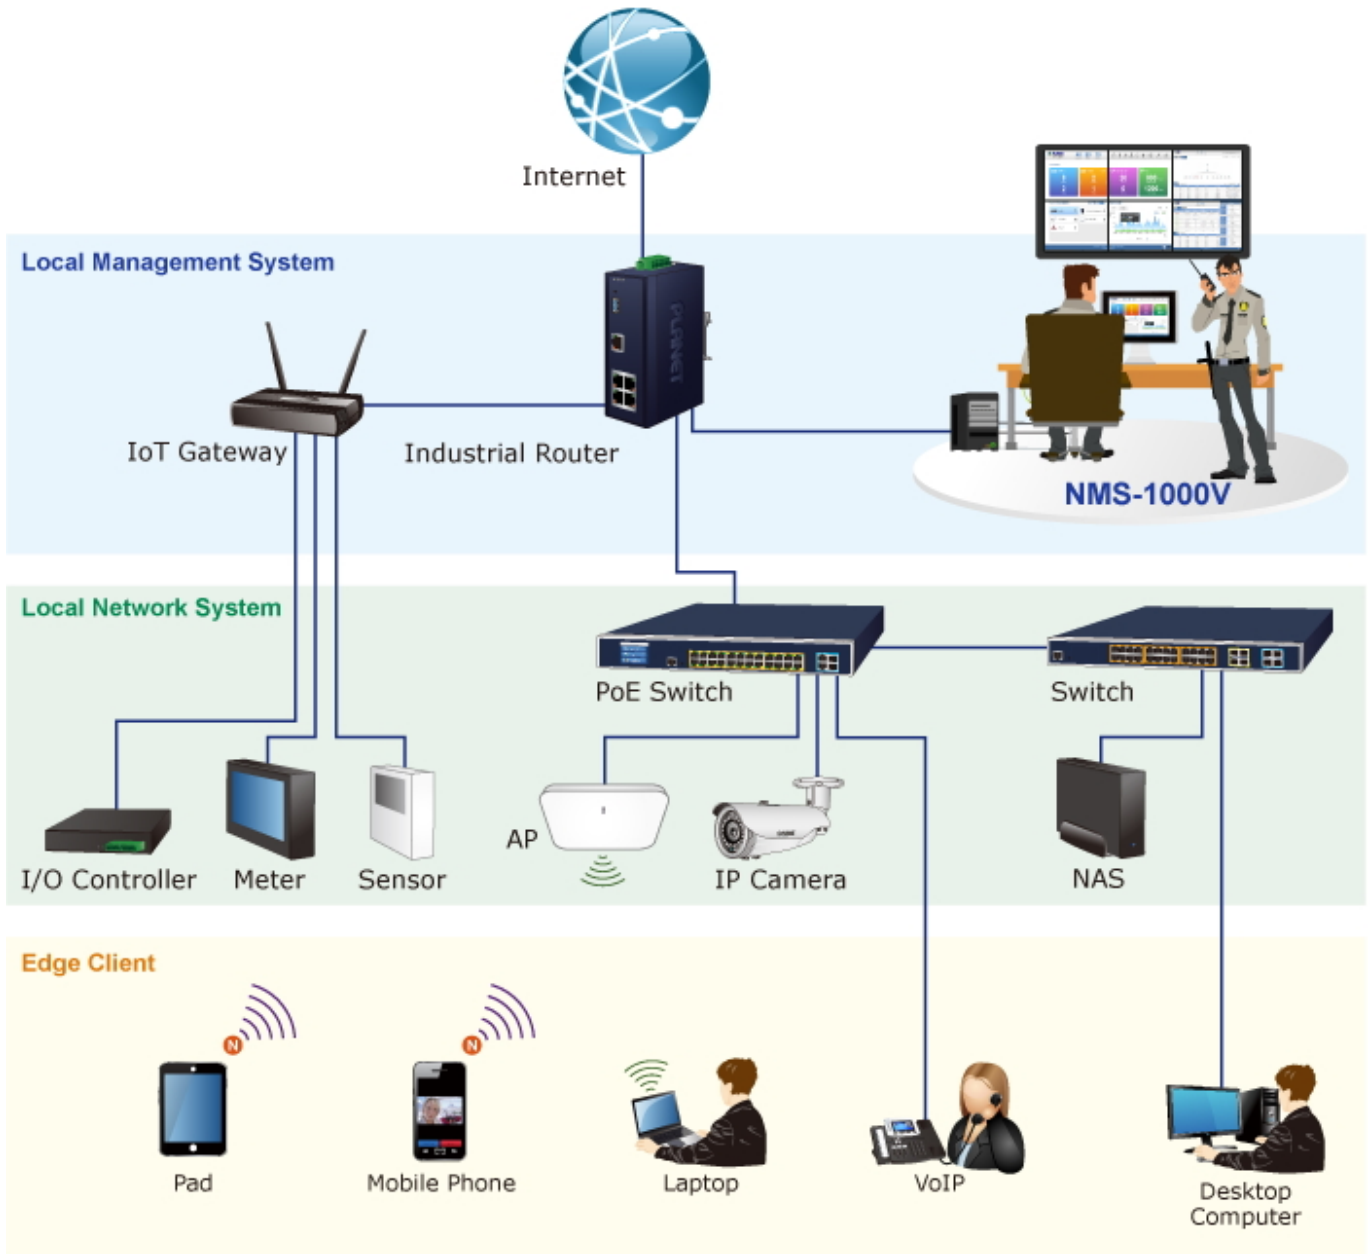 Internet
Local Management System
PLANET
IoT Gateway
Industrial Router
NMS-1000V
Local Network System
PoE Switch
Switch
AP
I/O Controller
Meter
Sensor
IP Camera
NAS
Edge Client
N
N
Pad
Mobile Phone
Laptop
VoIP
Desktop
Computer